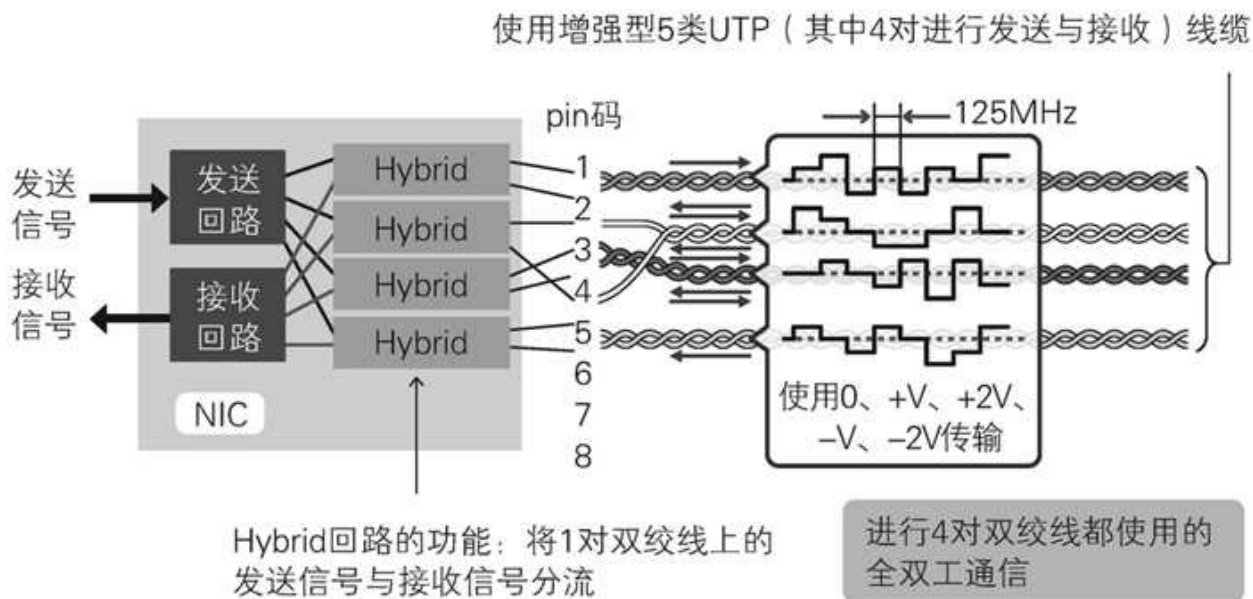 使用增强型5类UTP（其中4对进行发送与接收）线缆
pin码
125MHz
发送
信号
发送
回路
Hybrid
1
2
Hybrid
3
接收
信号
接收
回路
Hybrid
4
Hybrid
5
6
7
8
NIC
使用0、+V、+2V、
–V、–2V传输
Hybrid回路的功能：将1对双绞线上的
发送信号与接收信号分流
进行4对双绞线都使用的
全双工通信